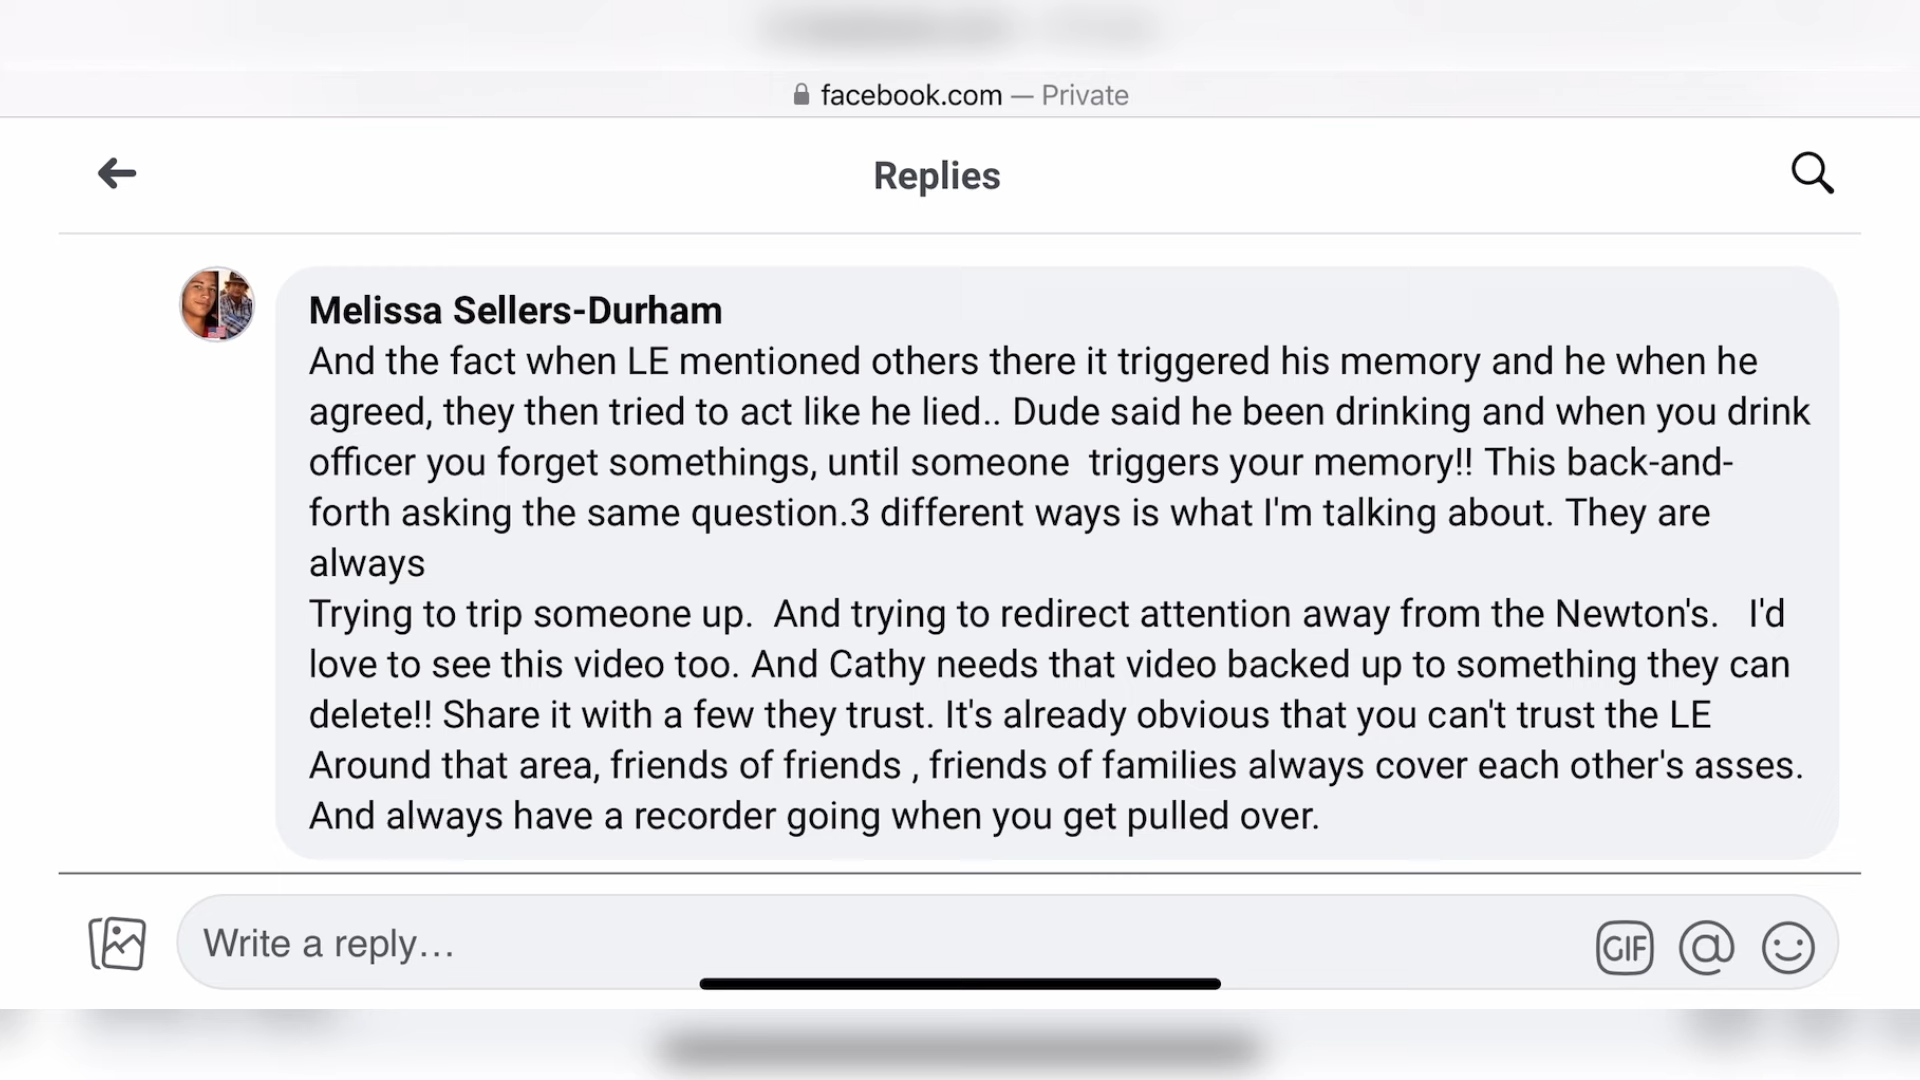 facebook.com — Private
Replies
Melissa Sellers-Durham
And the fact when LE mentioned others there it triggered his memory and he when he
agreed, they then tried to act like he lied.. Dude said he been drinking and when you drink
officer you forget somethings, until someone  triggers your memory!! This back-and-
forth asking the same question.3 different ways is what I'm talking about. They are
always
Trying to trip someone up.  And trying to redirect attention away from the Newton's.   I'd
love to see this video too. And Cathy needs that video backed up to something they can
delete!! Share it with a few they trust. It's already obvious that you can't trust the LE
Around that area, friends of friends , friends of families always cover each other's asses.
And always have a recorder going when you get pulled over.
Write a reply...
GIF